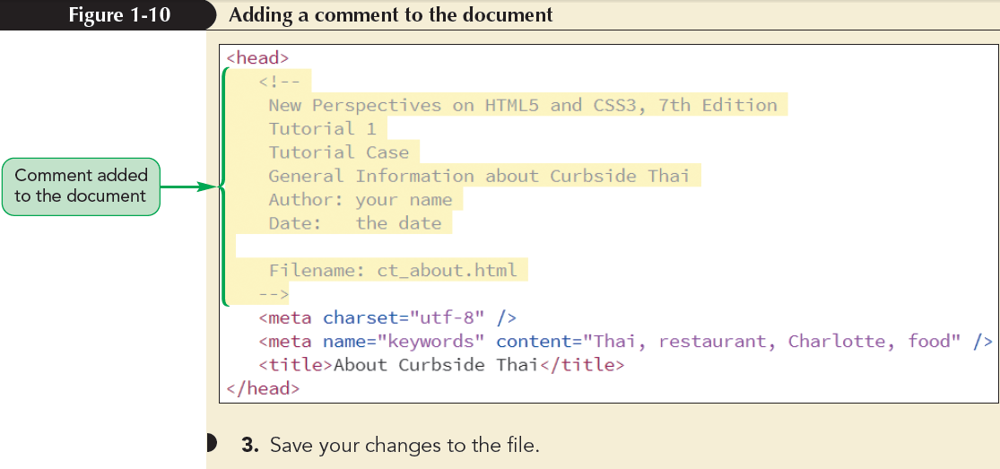 Figure 1-10 Adding a comment to the document
<head>
<!--
New Perspectives on HTML5 and CSS3, 7th Edition
Tutorial 1
Tutorial Case
General Information about Curbside Thai
Author: your name
Date:   the date
Filename: ct_about.html
-->
<meta charset="utf-8" />
<meta name="keywords" content="Thai, restaurant, Charlotte, food" />
<title>About Curbside Thai</title>
</head>
Comment added
to the document
3. Save your changes to the file.